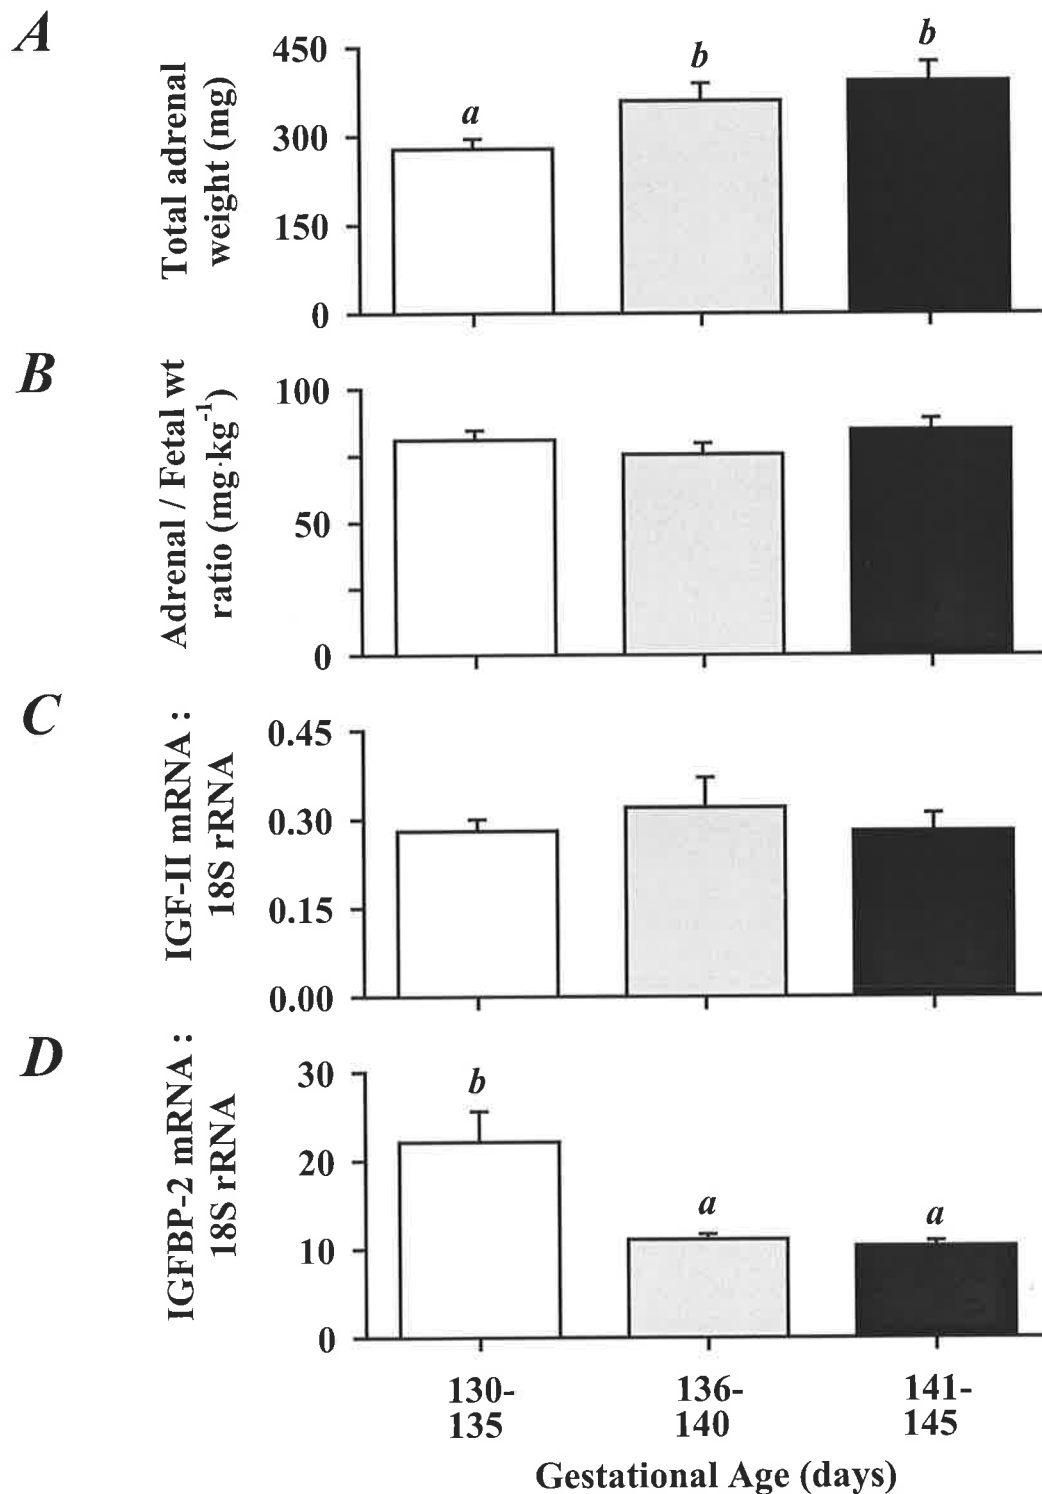 A
Total adrenal
weight (mg)
450
300
150
0
a
b
b
B
Adrenal / Fetal wt
ratio (mg·kg⁻¹)
100
50
0
C
IGF-II mRNA :
18S rRNA
0.45
0.30
0.15
0.00
D
IGFBP-2 mRNA :
18S rRNA
30
20
10
0
b
a
a
130-
135
136-
140
141-
145
Gestational Age (days)